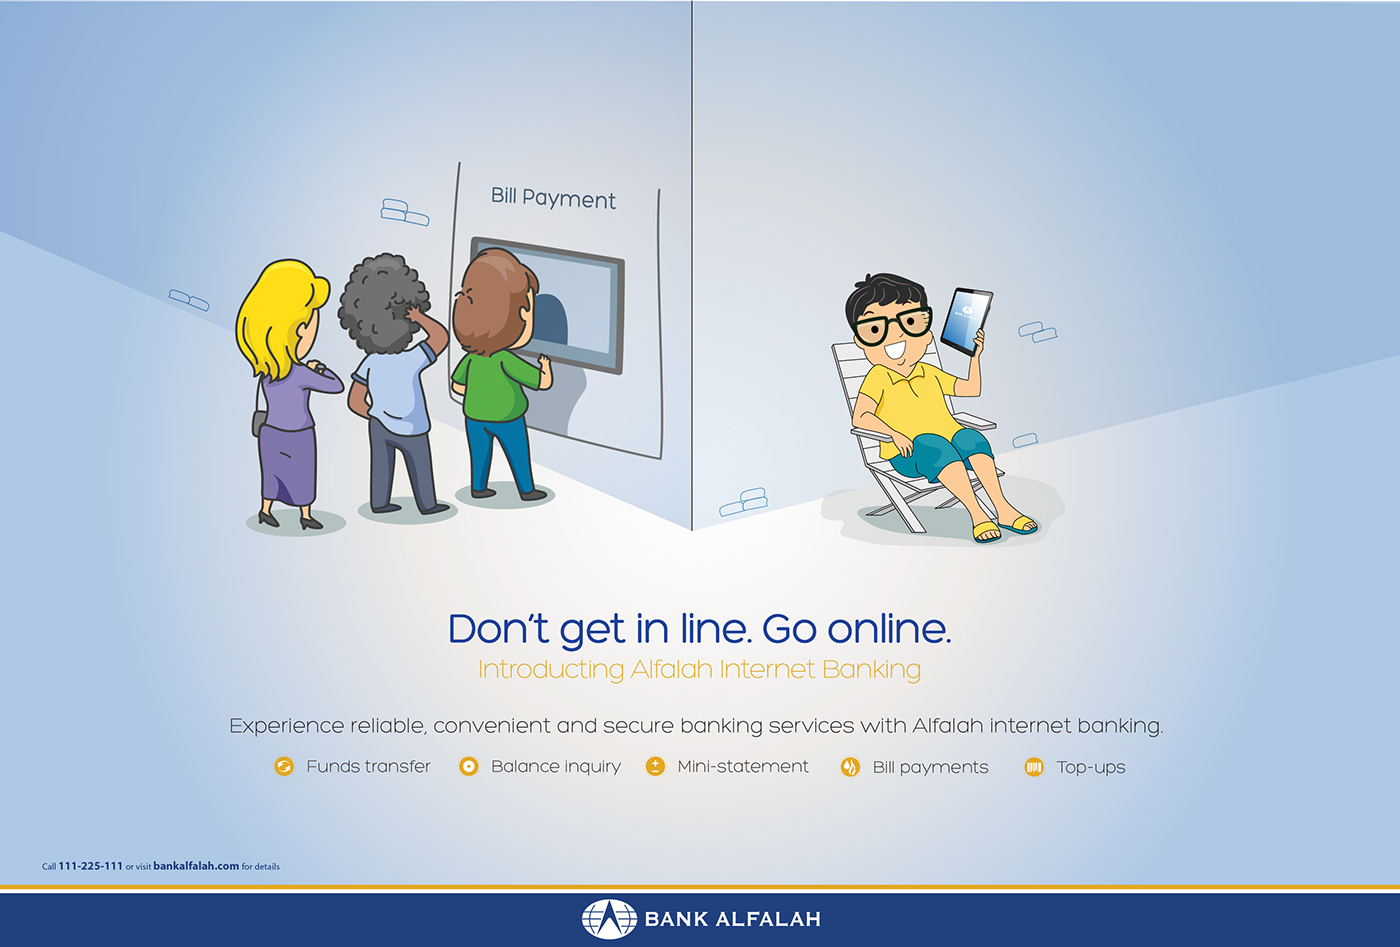 Bill Payment
Don't get in line. Go online.
Introducting Alfalah Internet Banking
Experience reliable, convenient and secure banking services with Alfalah internet banking.
Funds transfer Balance inquiry Mini-statement Bill payments Top-ups
Call 111-225-111 or visit bankalfalah.com for details
BANK ALFALAH